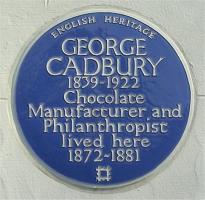 ENGLISH HERITAGE
GEORGE
CADBURY
1839-1922
Chocolate
Manufacturer and
Philanthropist
lived here
1872-1881